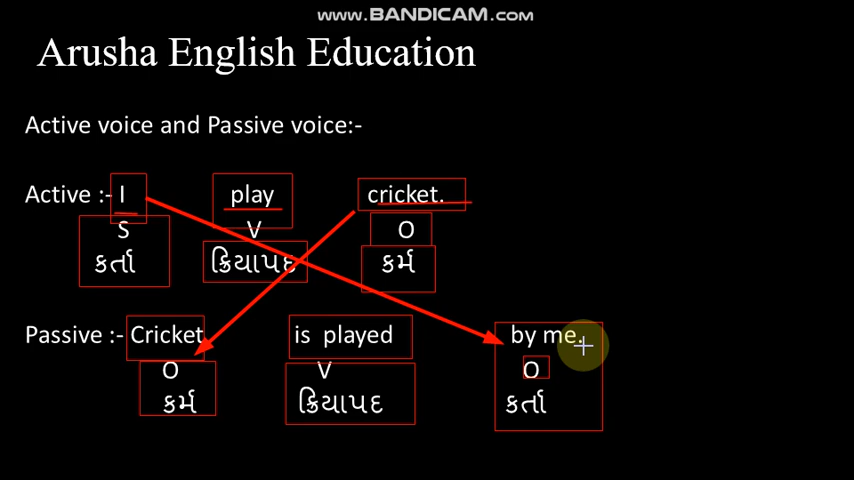 www.BANDICAM.com
Arusha English Education
Active voice and Passive voice:-
Active :- I play cricket.
S V O
કર્તા ક્રિયાપદ કર્મ
Passive :- Cricket is played by me.
O V O
કર્મ ક્રિયાપદ કર્તા